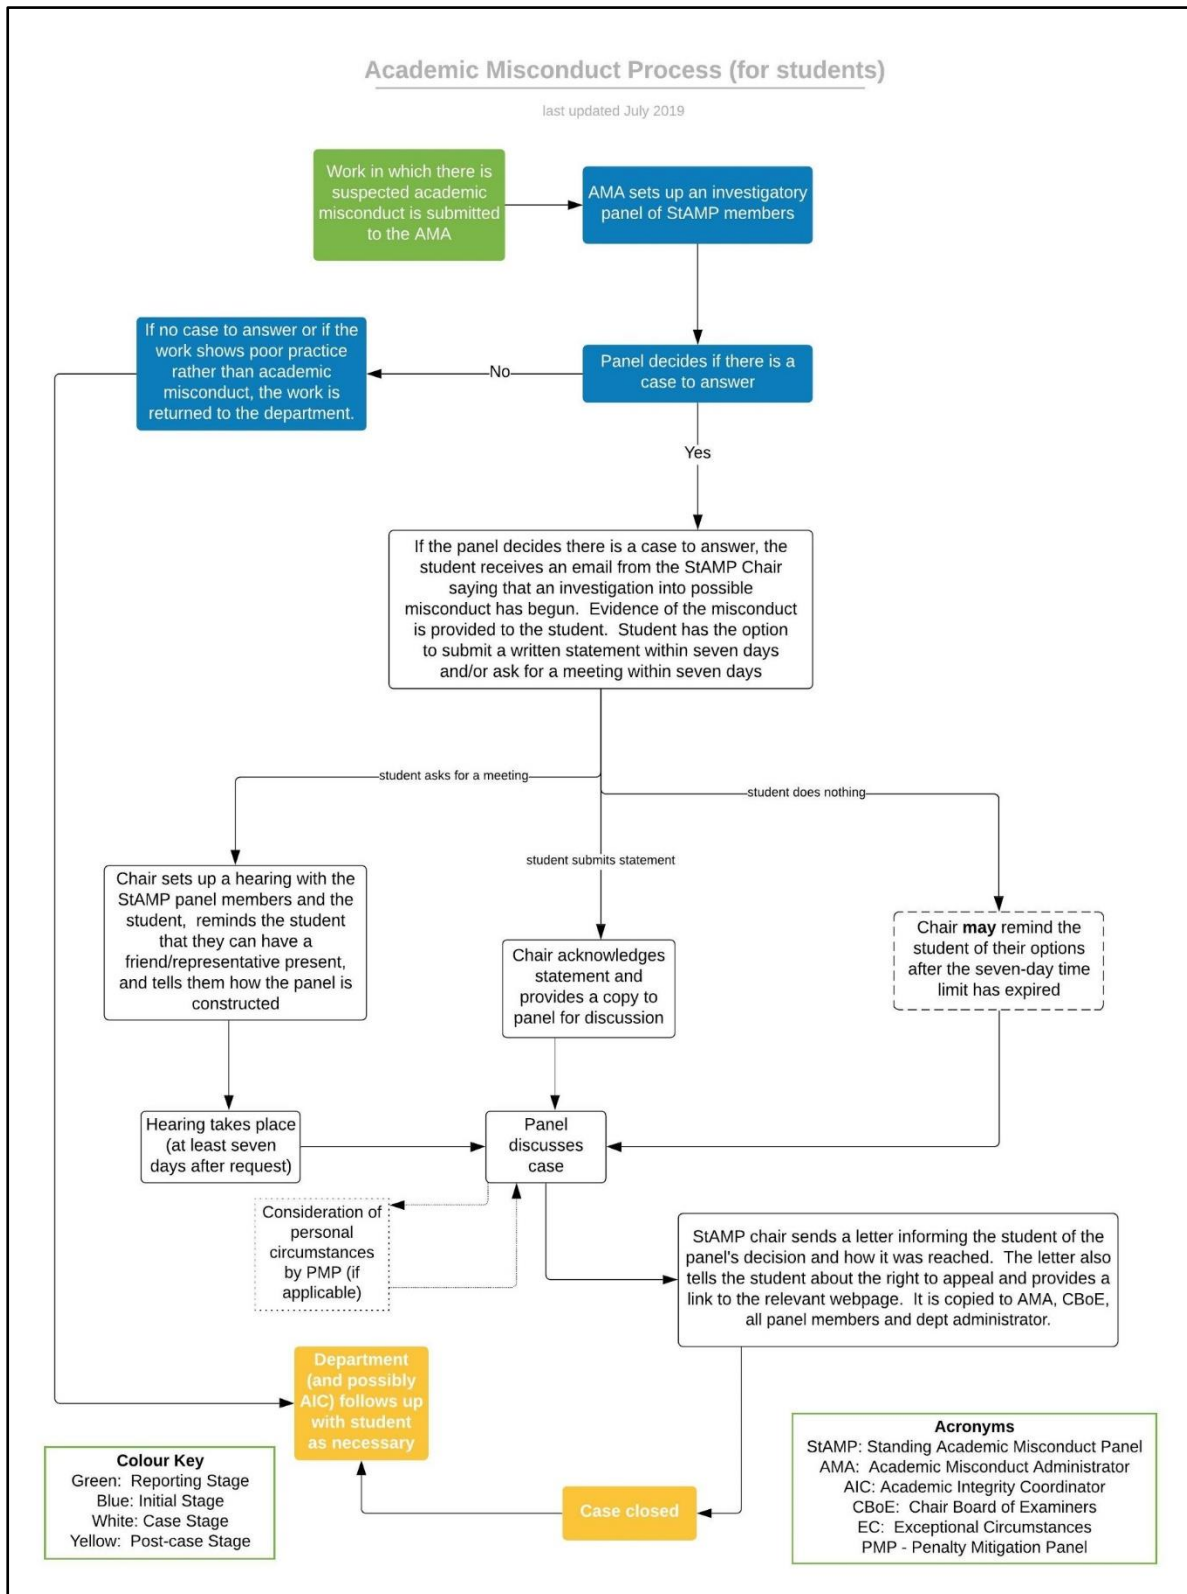 Academic Misconduct Process (for students)
last updated July 2019
Work in which there is
suspected academic
misconduct is submitted
to the AMA
AMA sets up an investigatory
panel of StAMP members
If no case to answer or if the
work shows poor practice
rather than academic
misconduct, the work is
returned to the department.
No
Panel decides if there is a
case to answer
Yes
If the panel decides there is a case to answer, the
student receives an email from the StAMP Chair
saying that an investigation into possible
misconduct has begun.  Evidence of the misconduct
is provided to the student.  Student has the option
to submit a written statement within seven days
and/or ask for a meeting within seven days
student asks for a meeting
student does nothing
student submits statement
Chair sets up a hearing with the
StAMP panel members and the
student,  reminds the student
that they can have a
friend/representative present,
and tells them how the panel is
constructed
Chair acknowledges
statement and
provides a copy to
panel for discussion
Chair may remind the
student of their options
after the seven-day time
limit has expired
Hearing takes place
(at least seven
days after request)
Panel
discusses
case
Consideration of
personal
circumstances
by PMP (if
applicable)
StAMP chair sends a letter informing the student of the
panel's decision and how it was reached.  The letter also
tells the student about the right to appeal and provides a
link to the relevant webpage.  It is copied to AMA, CBoE,
all panel members and dept administrator.
Department
(and possibly
AIC) follows up
with student
as necessary
Case closed
Colour Key
Green:  Reporting Stage
Blue: Initial Stage
White: Case Stage
Yellow:  Post-case Stage
Acronyms
StAMP: Standing Academic Misconduct Panel
AMA:  Academic Misconduct Administrator
AIC: Academic Integrity Coordinator
CBoE:  Chair Board of Examiners
EC:  Exceptional Circumstances
PMP - Penalty Mitigation Panel